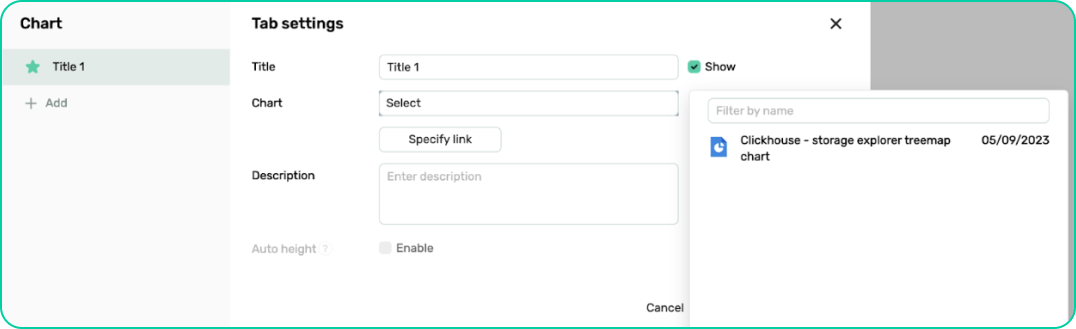 Chart
Title 1
Add
Tab settings
Title
Title 1
Show
Chart
Select
Specify link
Description
Enter description
Auto height ?
Enable
Cancel
Filter by name
Clickhouse - storage explorer treemap 05/09/2023
chart